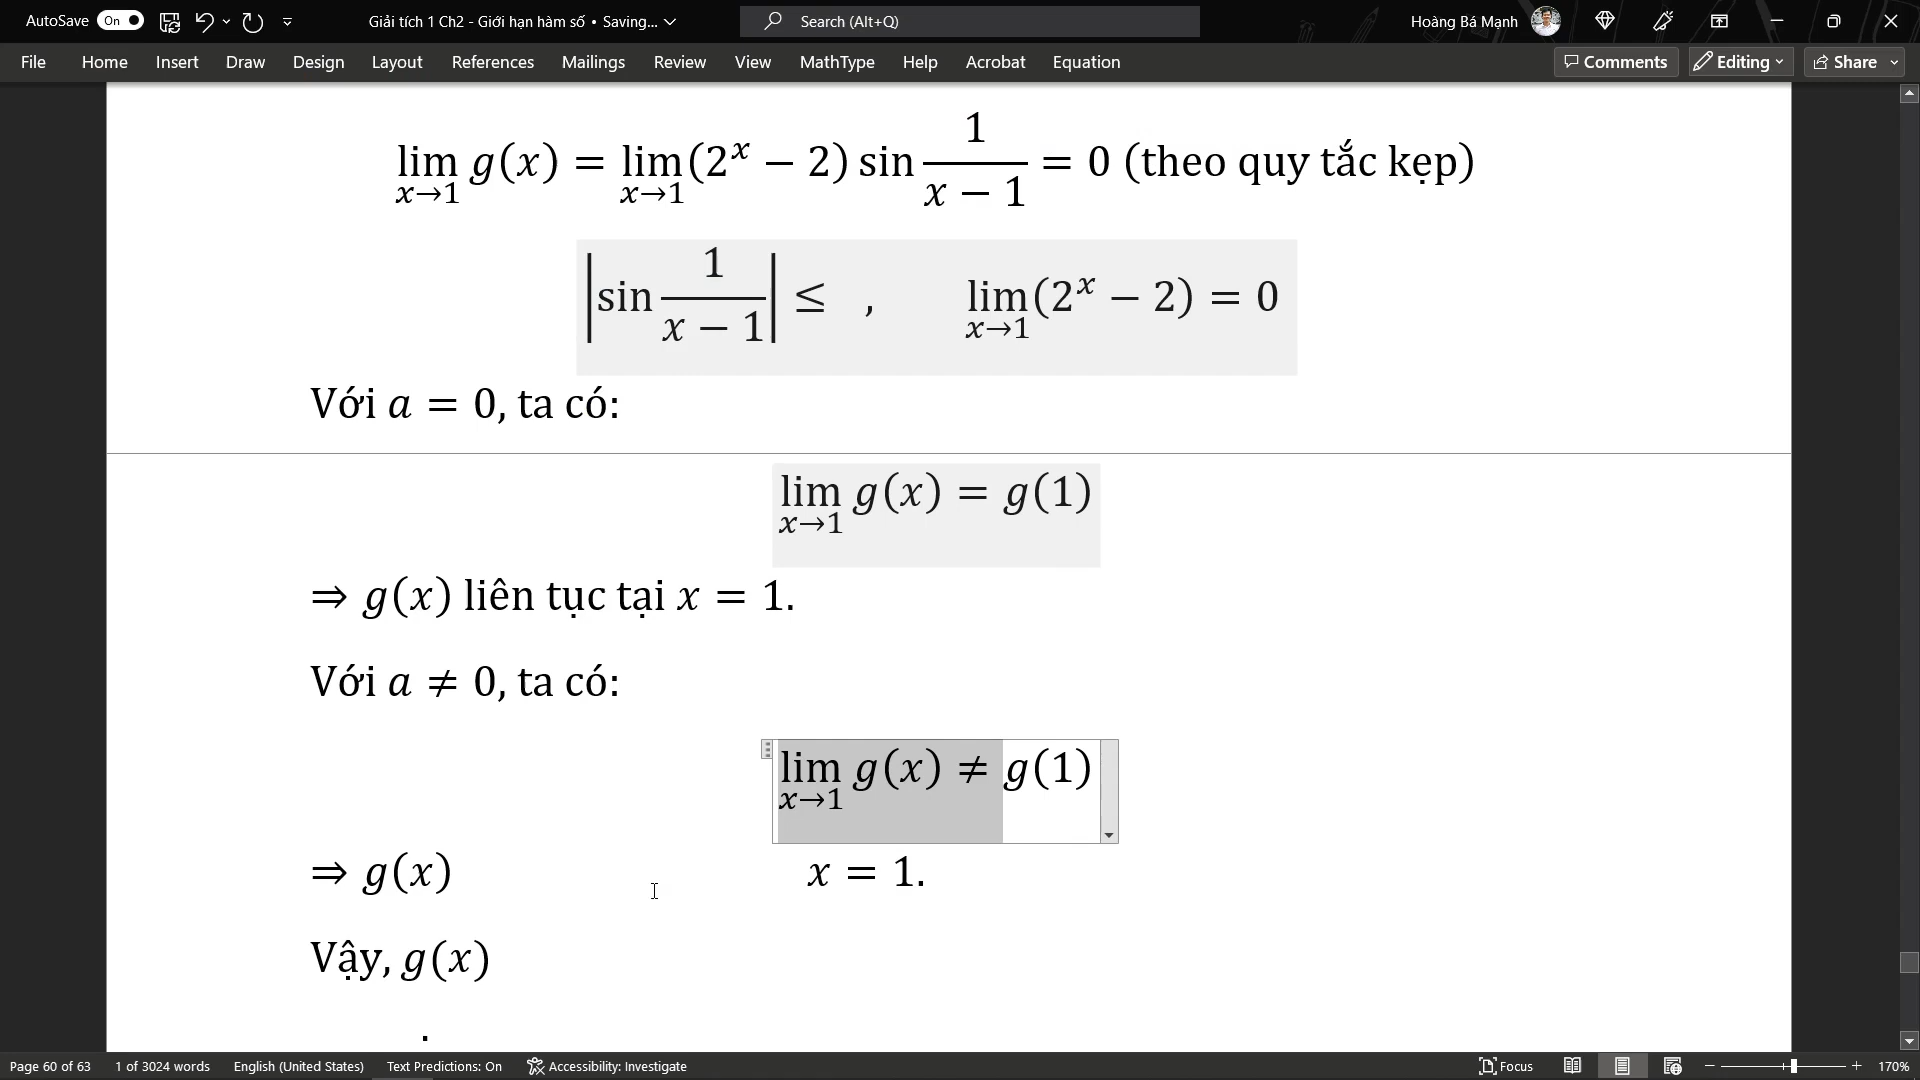 AutoSave On Giải tích 1 Ch2 - Giới hạn hàm số • Saving... Search (Alt+Q) Hoàng Bá Mạnh
File Home Insert Draw Design Layout References Mailings Review View MathType Help Acrobat Equation Comments Editing Share
lim_{x→1} g(x) = lim_{x→1} (2^x − 2) sin 1/(x − 1) = 0 (theo quy tắc kẹp)
|sin 1/(x − 1)| ≤ , lim_{x→1} (2^x − 2) = 0
Với a = 0, ta có:
lim_{x→1} g(x) = g(1)
⇒ g(x) liên tục tại x = 1.
Với a ≠ 0, ta có:
lim_{x→1} g(x) ≠ g(1)
⇒ g(x) x = 1.
Vậy, g(x)
.
Page 60 of 63 1 of 3024 words English (United States) Text Predictions: On Accessibility: Investigate Focus 170%